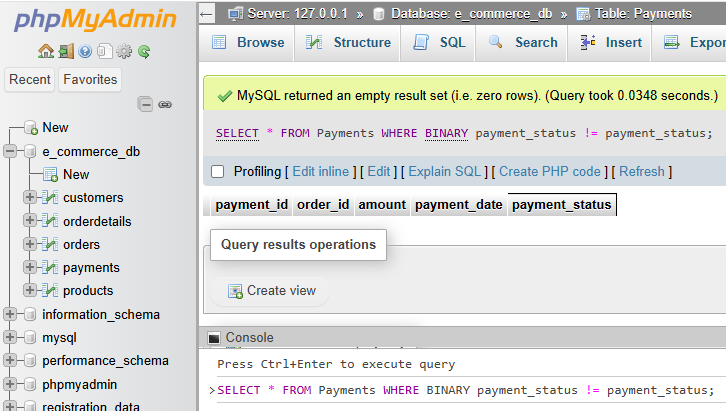 phpMyAdmin
Recent Favorites
New
e_commerce_db
New
customers
orderdetails
orders
payments
products
information_schema
mysql
performance_schema
phpmyadmin
registration_data
Server: 127.0.0.1 » Database: e_commerce_db » Table: Payments
Browse Structure SQL Search Insert Expor
MySQL returned an empty result set (i.e. zero rows). (Query took 0.0348 seconds.)
SELECT * FROM Payments WHERE BINARY payment_status != payment_status;
Profiling [ Edit inline ] [ Edit ] [ Explain SQL ] [ Create PHP code ] [ Refresh ]
payment_id order_id amount payment_date payment_status
Query results operations
Create view
Console
Press Ctrl+Enter to execute query
>SELECT * FROM Payments WHERE BINARY payment_status != payment_status;